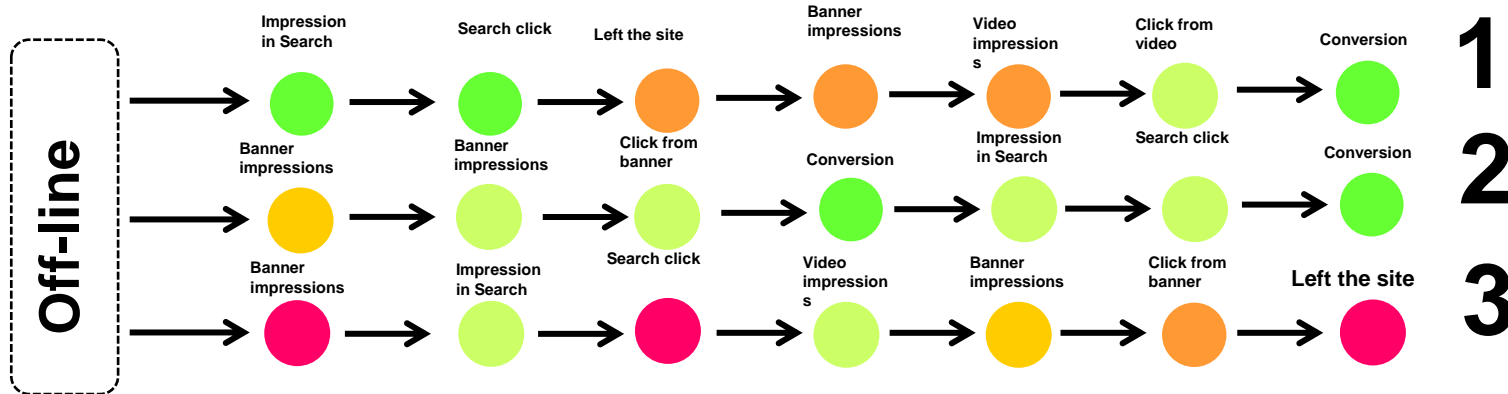 Off-line
Impression
in Search
Search click
Left the site
Banner
impressions
Video
impression
s
Click from
video
Conversion
1
Banner
impressions
Banner
impressions
Click from
banner
Conversion
Impression
in Search
Search click
Conversion
2
Banner
impressions
Impression
in Search
Search click
Video
impression
s
Banner
impressions
Click from
banner
Left the site
3